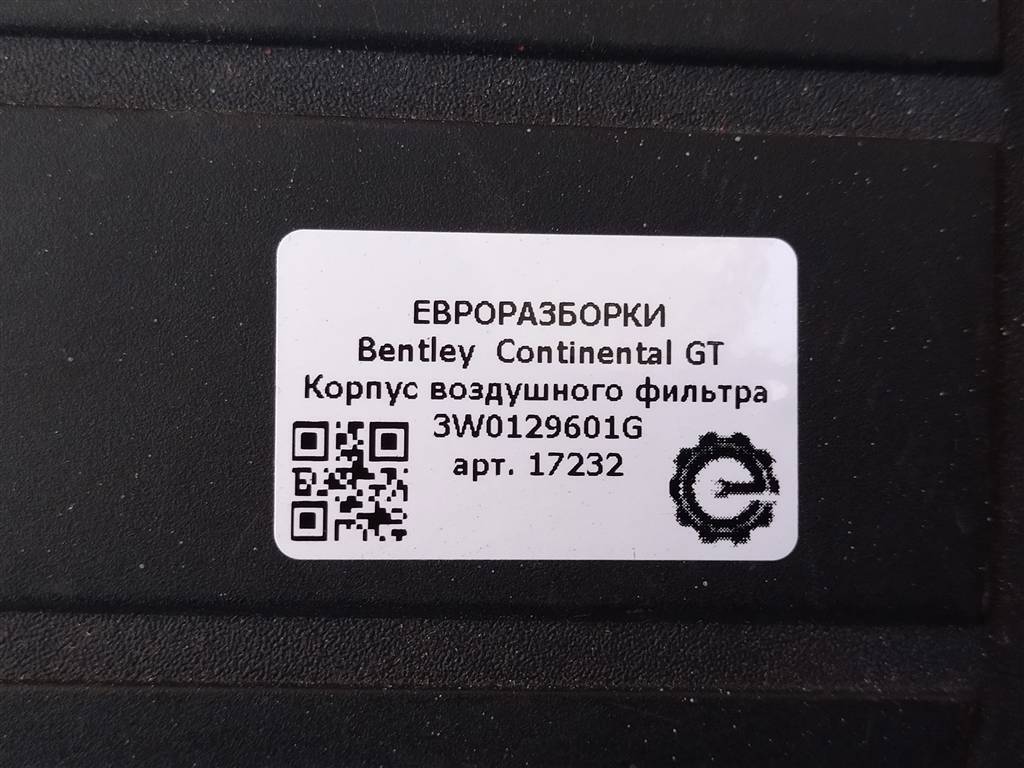 ЕВРОРАЗБОРКИ
Bentley Continental GT
Корпус воздушного фильтра
3W0129601G
арт. 17232